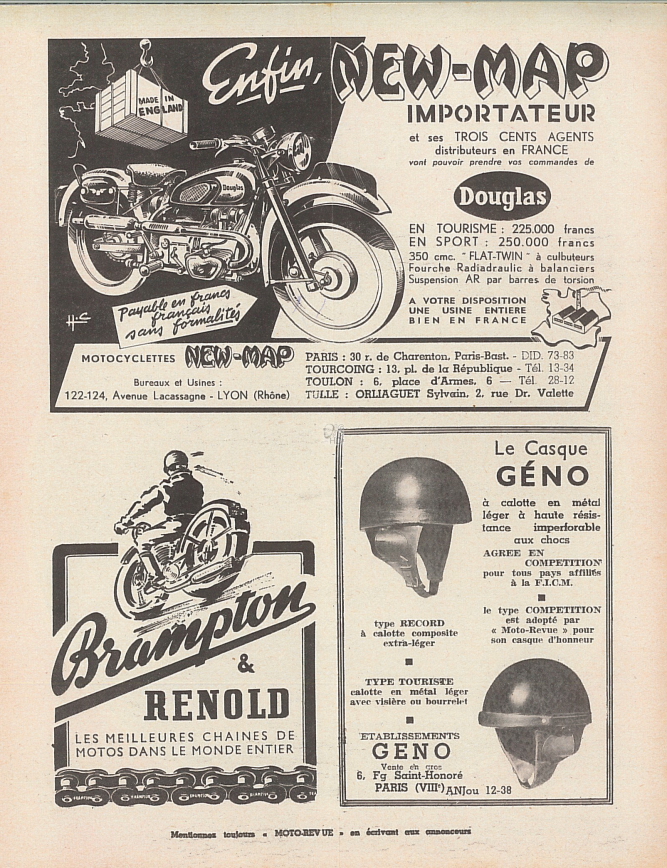 Enfin, NEW-MAP
IMPORTATEUR
et ses TROIS CENTS AGENTS
distributeurs en FRANCE
vont pouvoir prendre vos commandes de
MADE IN
ENGLAND
Douglas
Douglas
EN TOURISME : 225.000 francs
EN SPORT : 250.000 francs
350 cmc. " FLAT-TWIN " à culbuteurs
Fourche Radiadraulic à balanciers
Suspension AR par barres de torsion
A VOTRE DISPOSITION
UNE USINE ENTIERE
BIEN EN FRANCE
Payable en francs
français
sans formalités
H.C
MOTOCYCLETTES NEW-MAP
Bureaux et Usines :
122-124, Avenue Lacassagne - LYON (Rhône)
PARIS : 30 r. de Charenton, Paris-Bast. - DID. 73-83
TOURCOING : 13, pl. de la République - Tél. 13-34
TOULON : 6, place d'Armes, 6 — Tél. 28-12
TULLE : ORLIAGUET Sylvain, 2, rue Dr. Valette
Brampton
&
RENOLD
LES MEILLEURES CHAINES DE
MOTOS DANS LE MONDE ENTIER
Le Casque
GÉNO
à calotte en métal
léger à haute résis-
tance imperforable
aux chocs
AGREE EN
COMPETITION
pour tous pays affiliés
à la F.I.C.M.
le type COMPETITION
est adopté par
« Moto-Revue » pour
son casque d'honneur
type RECORD
à calotte composite
extra-léger
TYPE TOURISTE
calotte en métal léger
avec visière ou bourrelet
ETABLISSEMENTS
GENO
Vente en gros
6, Fg Saint-Honoré
PARIS (VIIIe) ANJou 12-38
Mentionnez toujours « MOTO-REVUE » en écrivant aux annonceurs